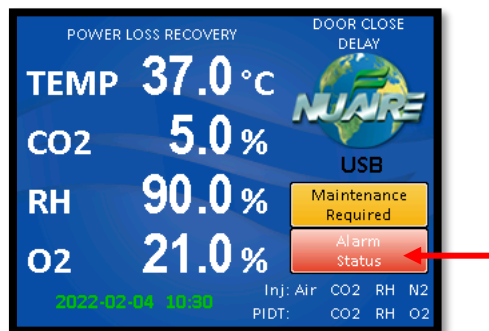 POWER LOSS RECOVERY
DOOR CLOSE
DELAY
TEMP 37.0 °C
NUAIRE
CO2 5.0 %
USB
RH 90.0 %
Maintenance
Required
O2 21.0 %
Alarm
Status
2022-02-04 10:30
Inj: Air CO2 RH N2
PIDT: CO2 RH O2